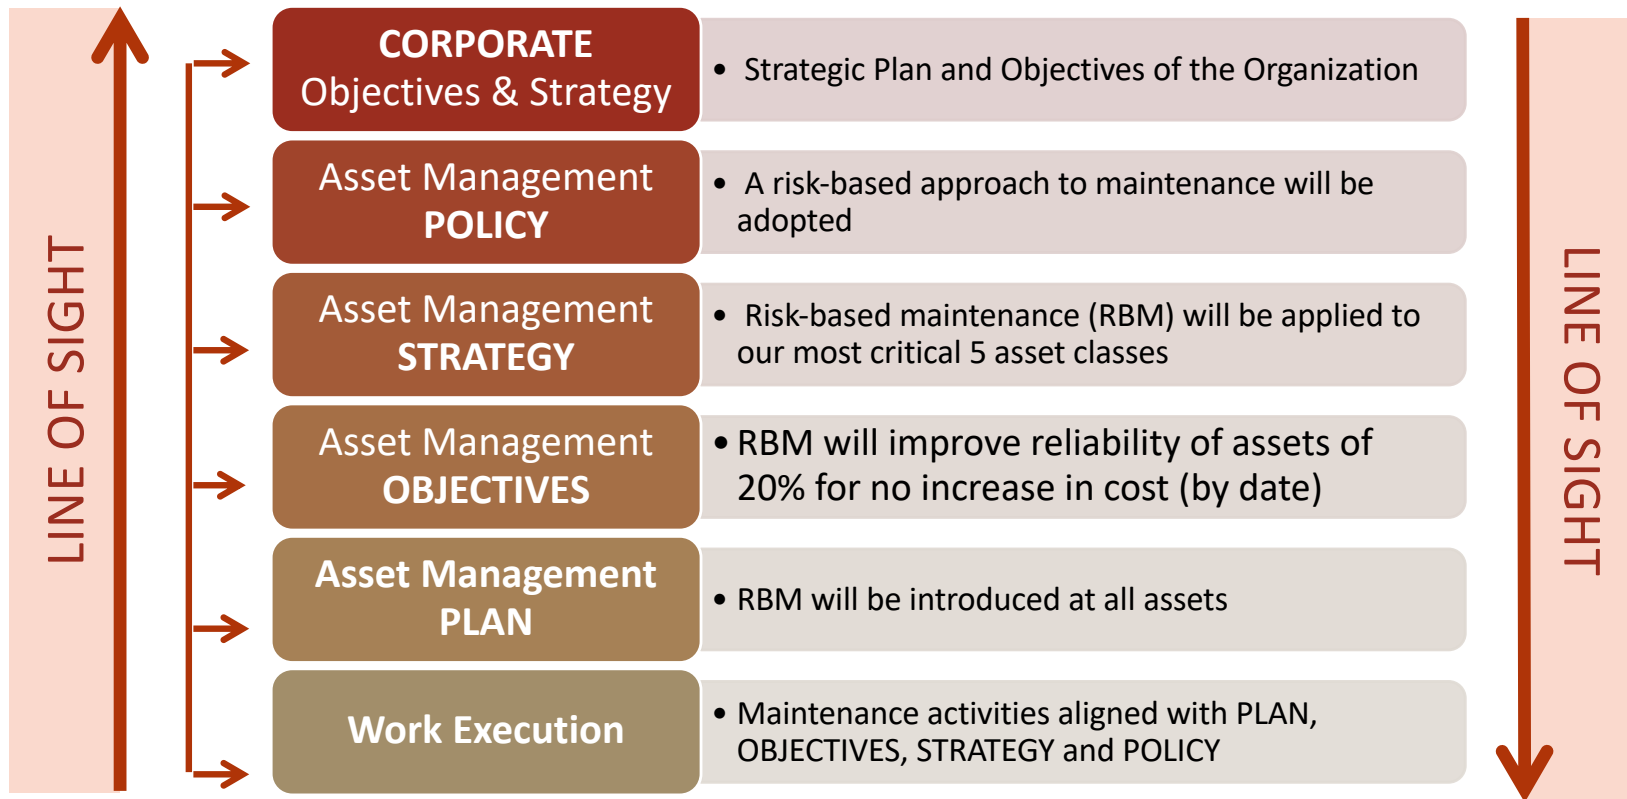 LINE OF SIGHT
CORPORATE
Objectives & Strategy
• Strategic Plan and Objectives of the Organization
Asset Management
POLICY
• A risk-based approach to maintenance will be
adopted
Asset Management
STRATEGY
• Risk-based maintenance (RBM) will be applied to
our most critical 5 asset classes
Asset Management
OBJECTIVES
• RBM will improve reliability of assets of
20% for no increase in cost (by date)
Asset Management
PLAN
• RBM will be introduced at all assets
Work Execution
• Maintenance activities aligned with PLAN,
OBJECTIVES, STRATEGY and POLICY
LINE OF SIGHT